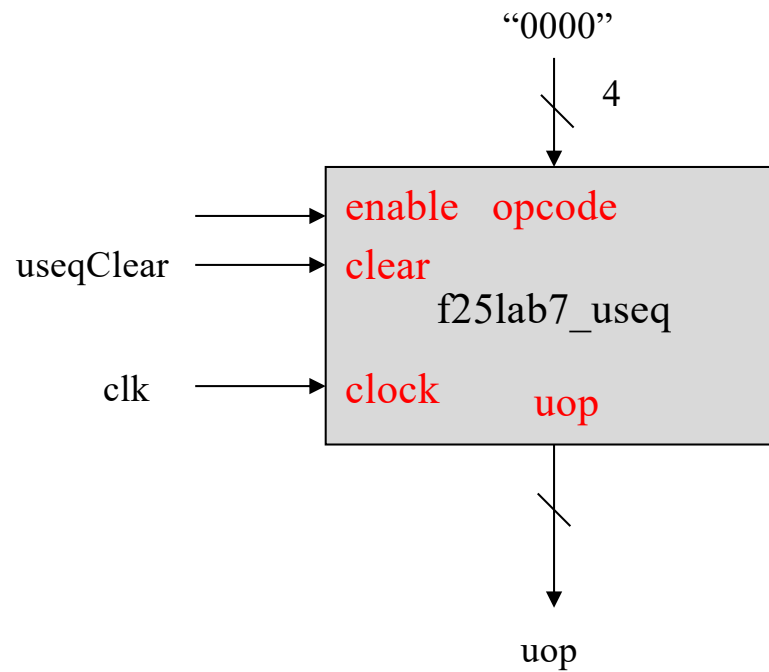 “0000”
4
enable opcode
useqClear
clear
f25lab7_useq
clk
clock
uop
uop